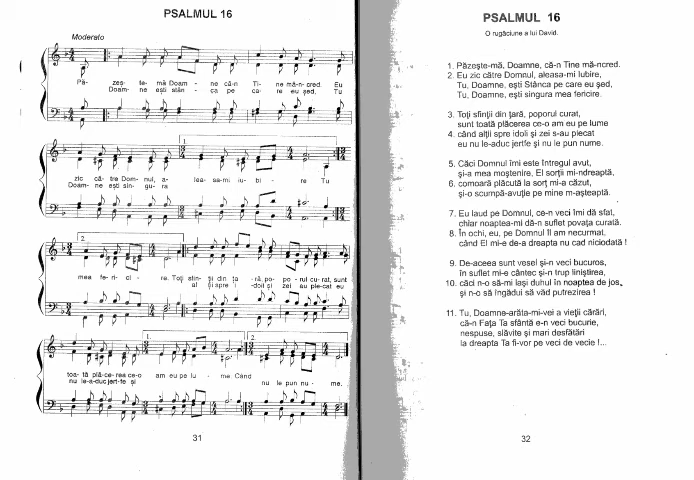 PSALMUL 16
Moderato
1.
Pă- zeș- te- mă Doam - ne că-n Ti- ne mă-n- cred. Eu
Doam- ne ești stân- ca pe ca- re eu șed, Tu
1.
zic că- tre Dom- nul, a- lea- sa-mi iu- bi- re Tu
Doam- ne ești sin- gu- ra
2.
mea fe- ri- ci- ra. Toți sfin- ții din ța- ră, po- po- rul cu- rat, sunt
zei au ple- cat eu
1.
2.
toa- tă plă- ce- rea ce-o am eu pe lu- me. Când
nu le-a-duc jert-fe și nu le pun nu- me.
31
PSALMUL 16
O rugăciune a lui David.
1. Păzește-mă, Doamne, că-n Tine mă-ncred.
2. Eu zic către Domnul, aleasa-mi iubire,
Tu, Doamne, ești Stânca pe care eu șed,
Tu, Doamne, ești singura mea fericire.
3. Toți sfinții din țară, poporul curat,
sunt toată plăcerea ce-o am eu pe lume
4. când alții spre idoli și zei s-au plecat
eu nu le-aduc jertfe și nu le pun nume.
5. Căci Domnul îmi este întregul avut,
și-a mea moștenire, El sorții mi-ndreaptă,
6. comoară plăcută la sorț mi-a căzut,
și-o scumpă-avuție pe mine m-așteaptă.
7. Eu laud pe Domnul, ce-n veci îmi dă sfat,
chiar noaptea-mi dă-n suflet povața curată.
8. În ochi, eu, pe Domnul Îl am necurmat,
când El mi-e de-a dreapta nu cad niciodată !
9. De-aceea sunt vesel și-n veci bucuros,
în suflet mi-e cântec și-n trup liniștirea,
10. căci n-o să-mi lași duhul în noaptea de jos,
și n-o să îngădui să văd putrezirea !
11. Tu, Doamne-arăta-mi-vei a vieții cărări,
că-n Fața Ta sfântă e-n veci bucurie,
nespuse, slăvite și mari desfătări
la dreapta Ta fi-vor pe veci de vecie !...
32